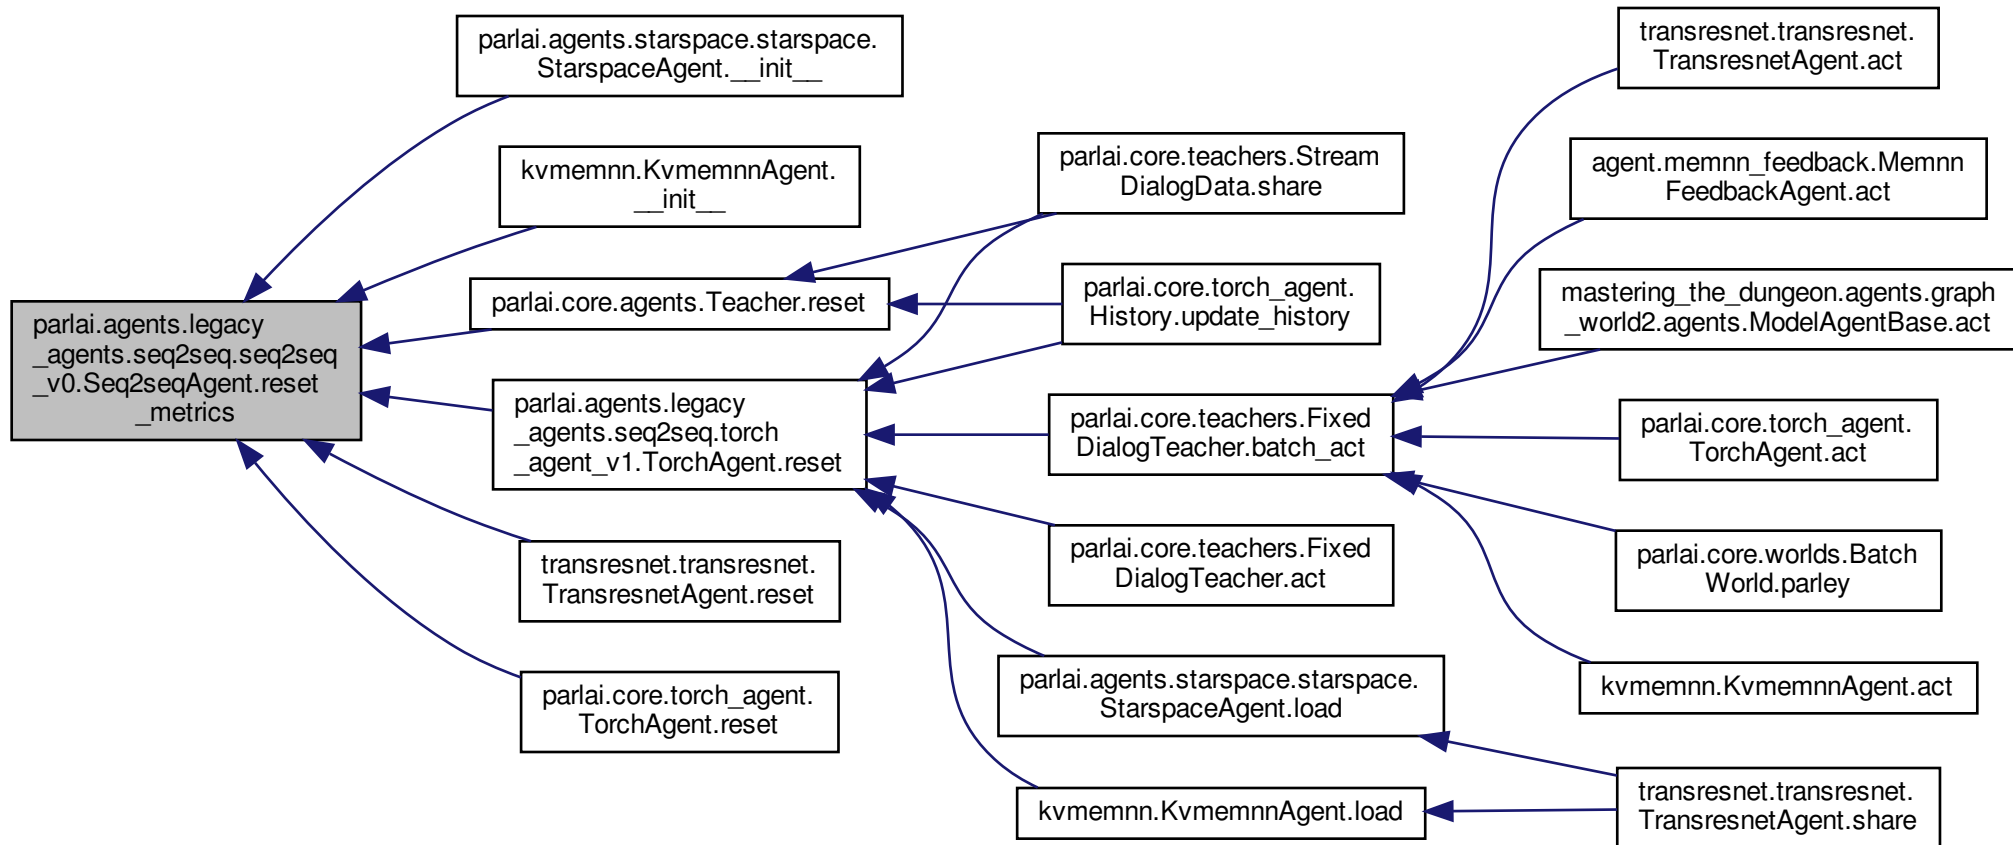 parlai.agents.legacy
_agents.seq2seq.seq2seq
_v0.Seq2seqAgent.reset
_metrics
parlai.agents.starspace.starspace.
StarspaceAgent.__init__
kvmemnn.KvmemnnAgent.
__init__
parlai.core.agents.Teacher.reset
parlai.agents.legacy
_agents.seq2seq.torch
_agent_v1.TorchAgent.reset
transresnet.transresnet.
TransresnetAgent.reset
parlai.core.torch_agent.
TorchAgent.reset
parlai.core.teachers.Stream
DialogData.share
parlai.core.torch_agent.
History.update_history
parlai.core.teachers.Fixed
DialogTeacher.batch_act
parlai.core.teachers.Fixed
DialogTeacher.act
parlai.agents.starspace.starspace.
StarspaceAgent.load
kvmemnn.KvmemnnAgent.load
transresnet.transresnet.
TransresnetAgent.act
agent.memnn_feedback.Memnn
FeedbackAgent.act
mastering_the_dungeon.agents.graph
_world2.agents.ModelAgentBase.act
parlai.core.torch_agent.
TorchAgent.act
parlai.core.worlds.Batch
World.parley
kvmemnn.KvmemnnAgent.act
transresnet.transresnet.
TransresnetAgent.share